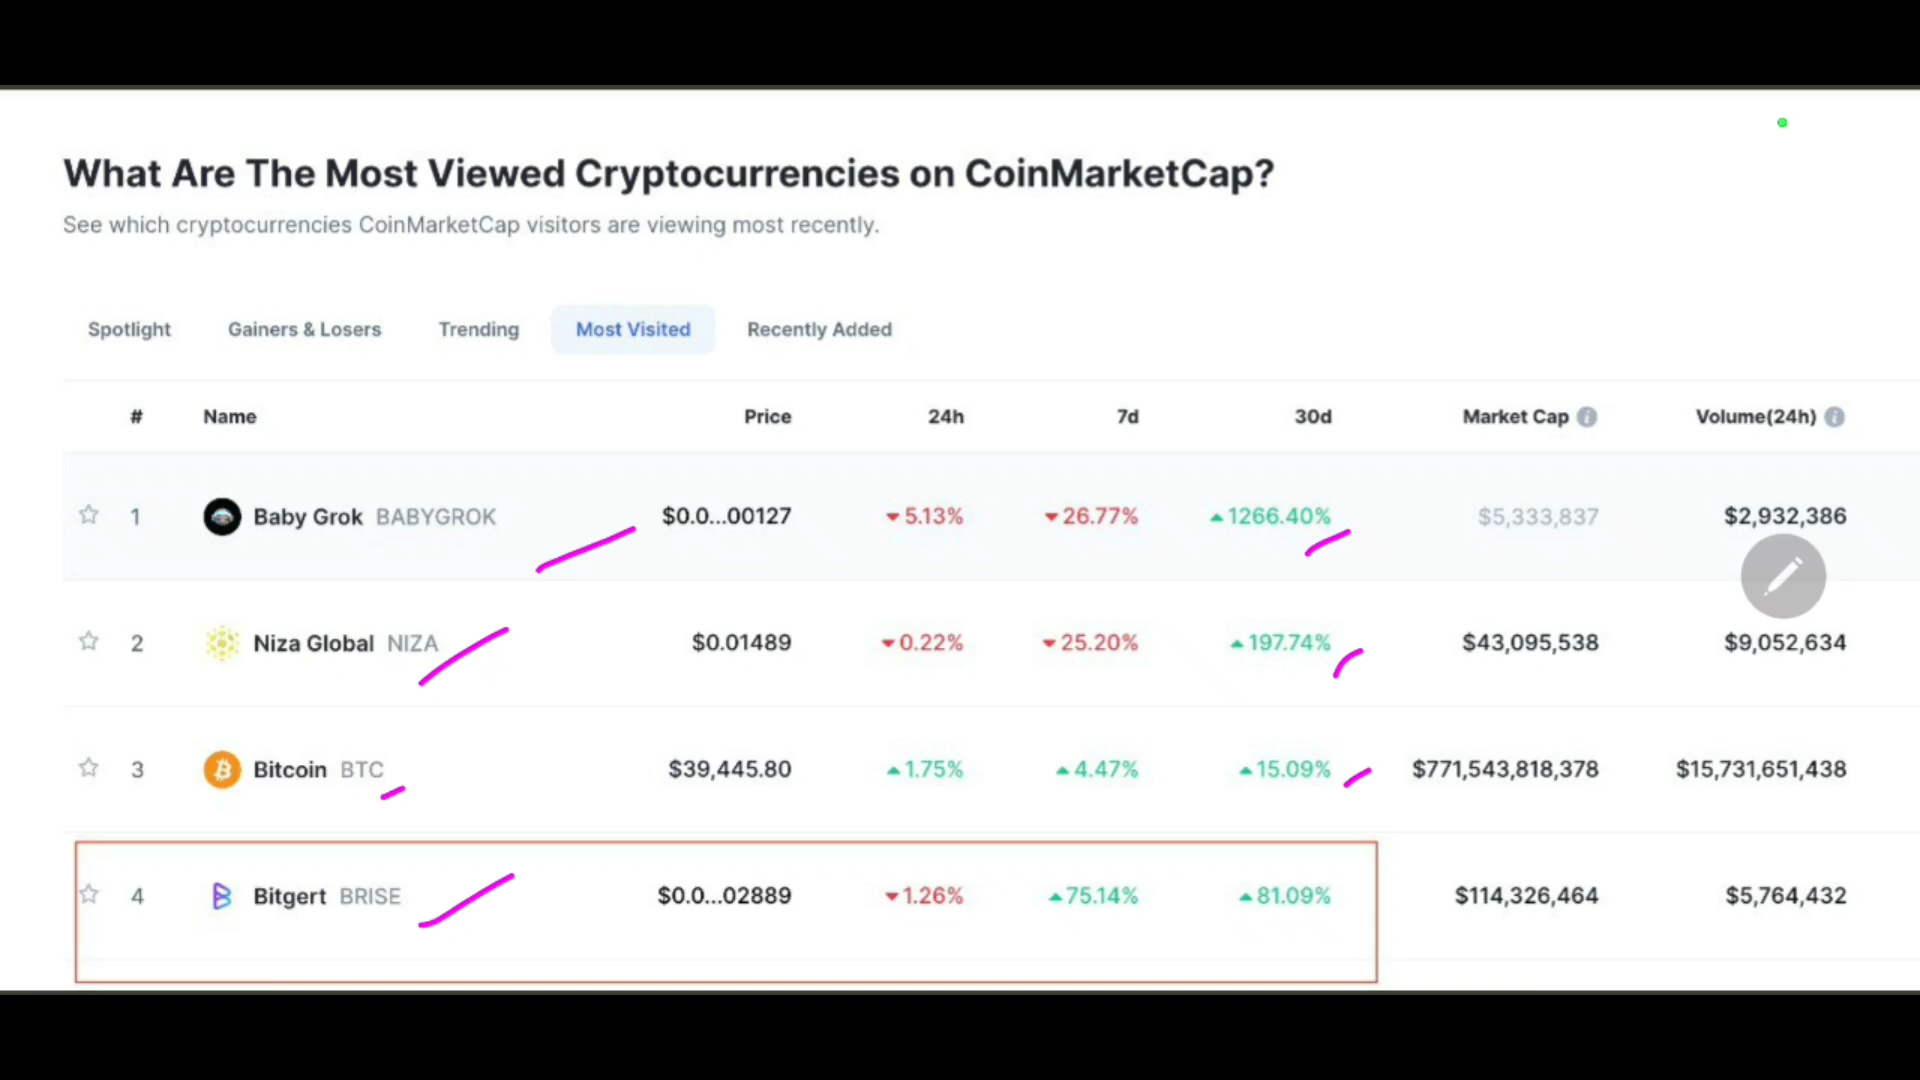 What Are The Most Viewed Cryptocurrencies on CoinMarketCap?
See which cryptocurrencies CoinMarketCap visitors are viewing most recently.
Spotlight Gainers & Losers Trending Most Visited Recently Added
# Name Price 24h 7d 30d Market Cap Volume(24h)
1 Baby Grok BABYGROK $0.0...00127 5.13% 26.77% 1266.40% $5,333,837 $2,932,386
2 Niza Global NIZA $0.01489 0.22% 25.20% 197.74% $43,095,538 $9,052,634
3 Bitcoin BTC $39,445.80 1.75% 4.47% 15.09% $771,543,818,378 $15,731,651,438
4 Bitgert BRISE $0.0...02889 1.26% 75.14% 81.09% $114,326,464 $5,764,432